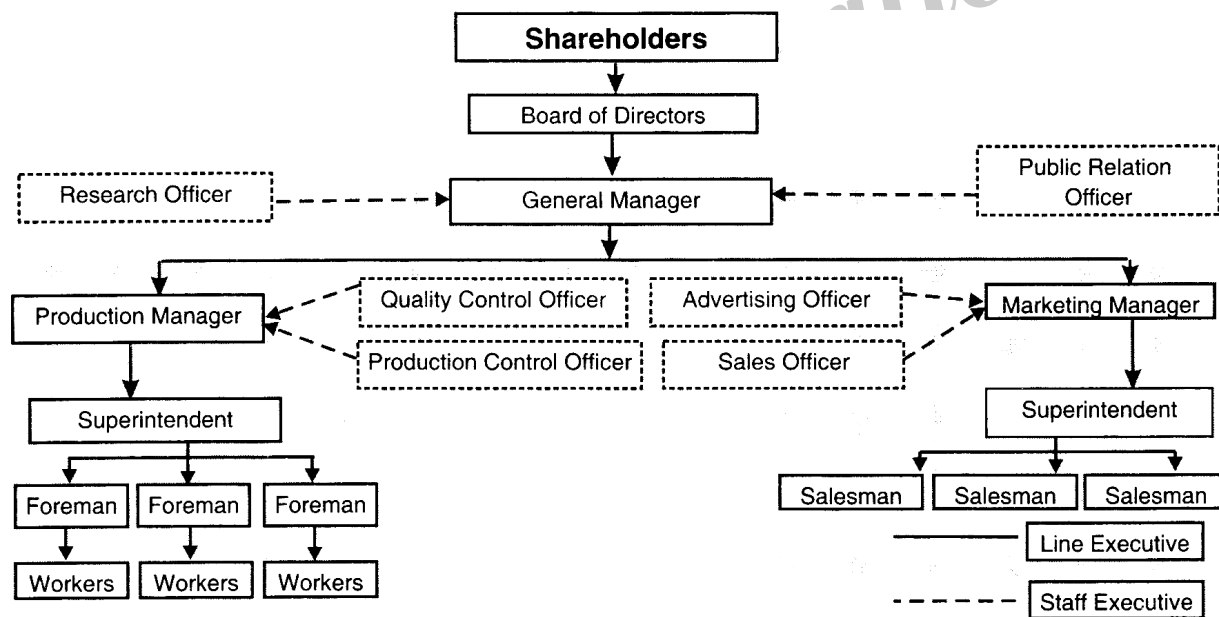 Shareholders
Board of Directors
Research Officer
General Manager
Public Relation
Officer
Production Manager
Quality Control Officer
Advertising Officer
Marketing Manager
Production Control Officer
Sales Officer
Superintendent
Superintendent
Foreman
Foreman
Foreman
Salesman
Salesman
Salesman
Workers
Workers
Workers
Line Executive
Staff Executive